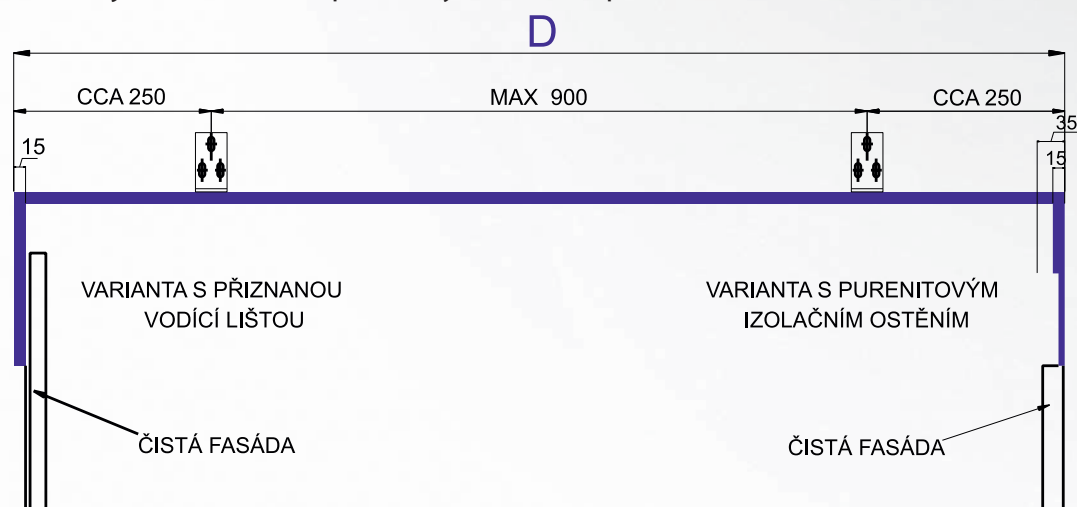 D
CCA 250
MAX 900
CCA 250
15
35
15
VARIANTA S PŘIZNANOU
VODÍCÍ LIŠTOU
VARIANTA S PURENITOVÝM
IZOLAČNÍM OSTĚNÍM
ČISTÁ FASÁDA
ČISTÁ FASÁDA